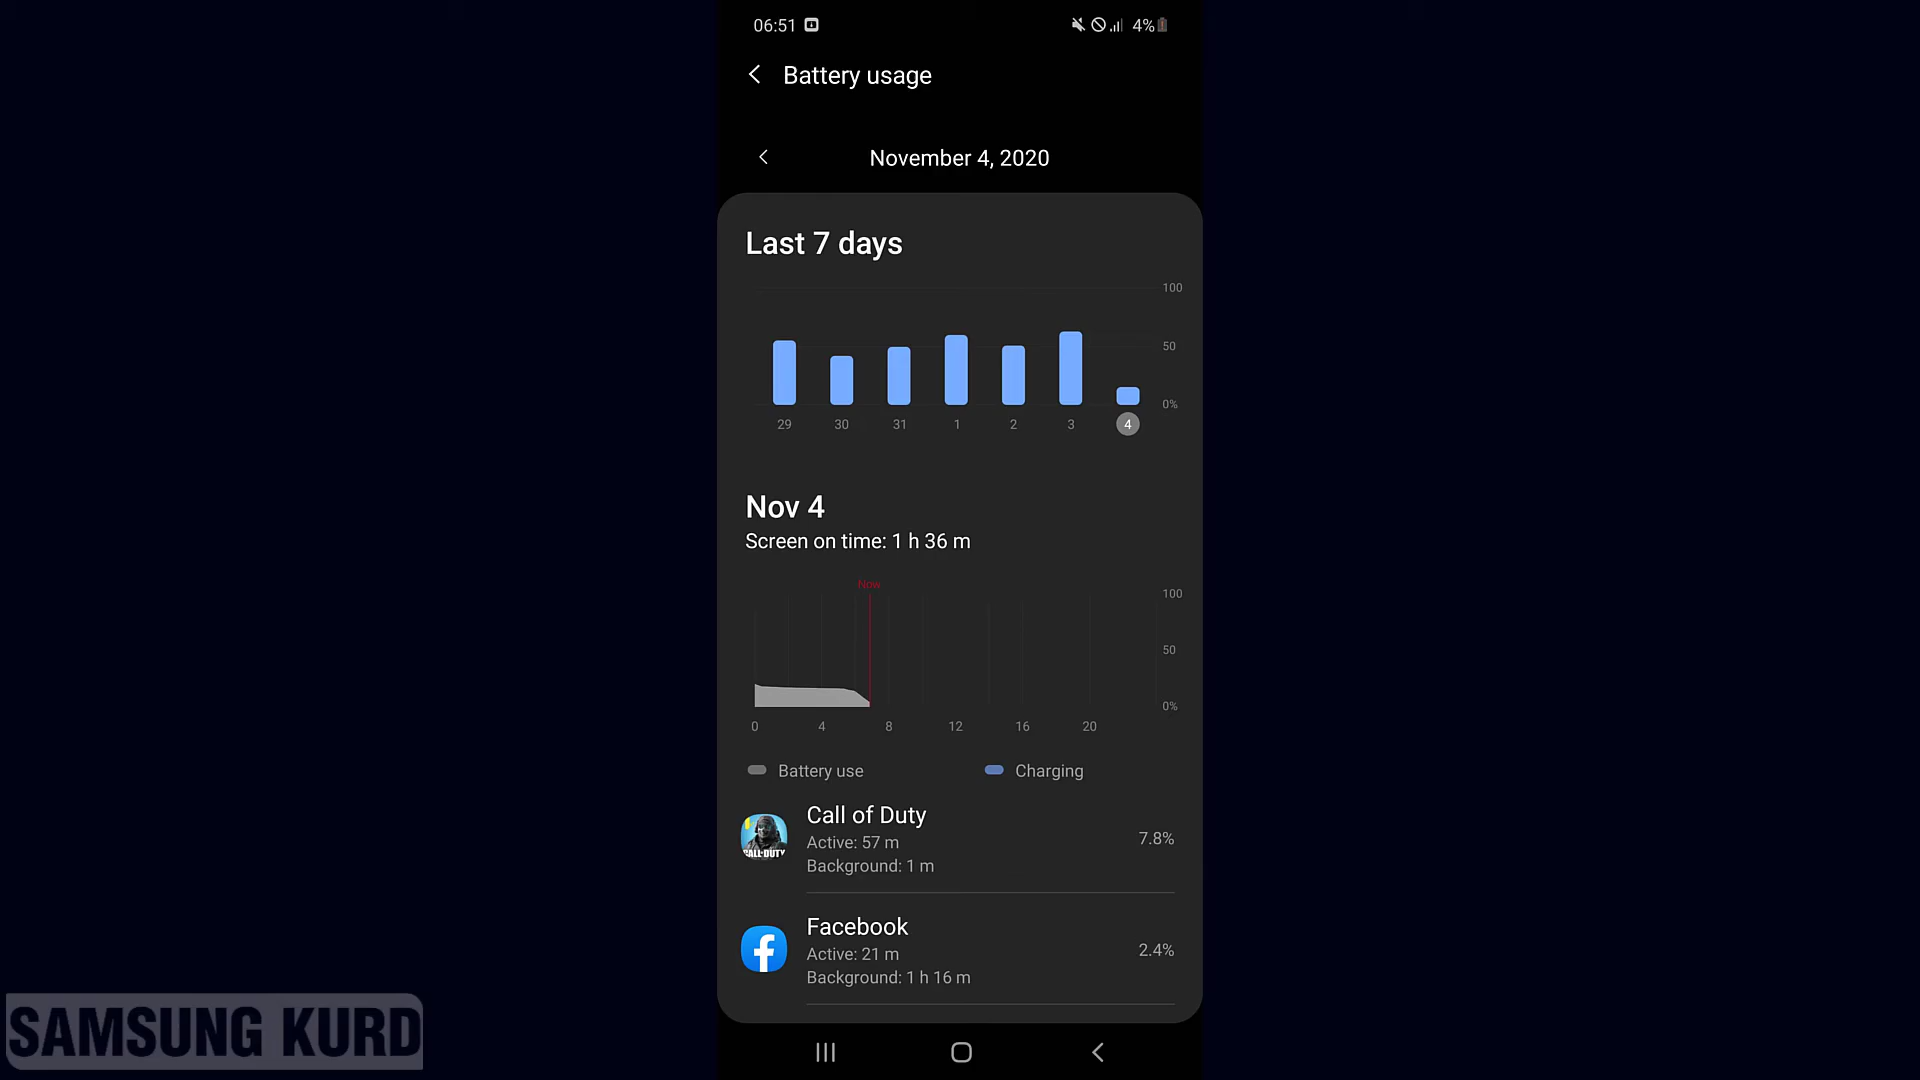 06:51 4%
Battery usage
November 4, 2020
Last 7 days
100
50
0%
29 30 31 1 2 3 4
Nov 4
Screen on time: 1 h 36 m
Now
100
50
0%
0 4 8 12 16 20
Battery use Charging
Call of Duty
Active: 57 m
7.8%
Background: 1 m
CALL·DUTY
Facebook
Active: 21 m
2.4%
Background: 1 h 16 m
SAMSUNG KURD